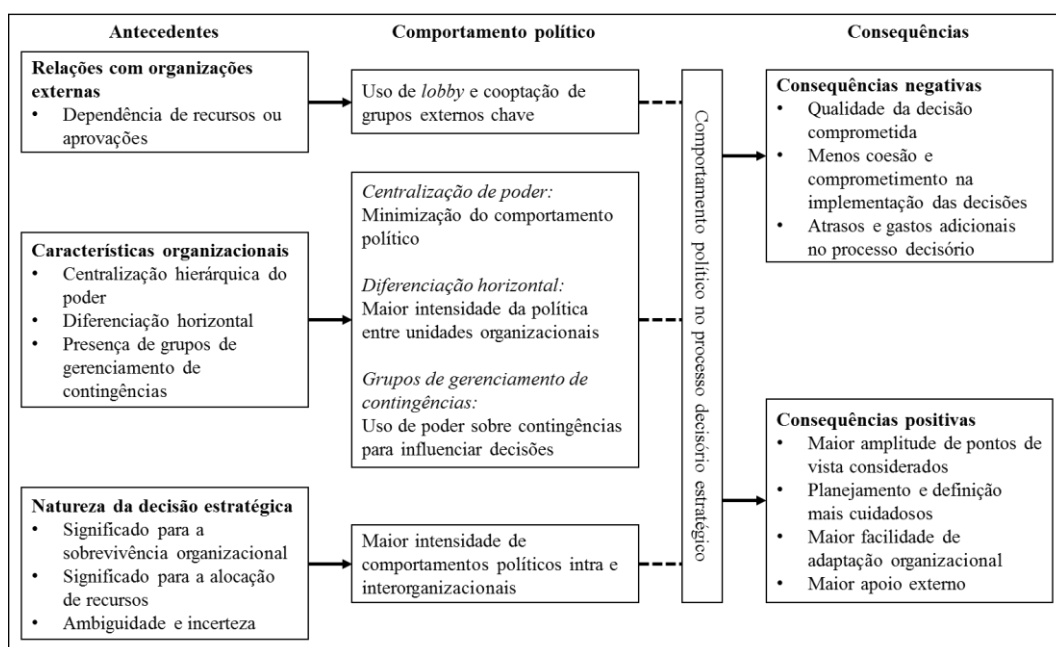 Antecedentes
Comportamento político
Consequências
Relações com organizações
externas
• Dependência de recursos ou
aprovações
Uso de lobby e cooptação de
grupos externos chave
Características organizacionais
• Centralização hierárquica do
poder
• Diferenciação horizontal
• Presença de grupos de
gerenciamento de
contingências
Centralização de poder:
Minimização do comportamento
político
Diferenciação horizontal:
Maior intensidade da política
entre unidades organizacionais
Grupos de gerenciamento de
contingências:
Uso de poder sobre contingências
para influenciar decisões
Natureza da decisão estratégica
• Significado para a
sobrevivência organizacional
• Significado para a alocação
de recursos
• Ambiguidade e incerteza
Maior intensidade de
comportamentos políticos intra e
interorganizacionais
Comportamento político no processo decisório estratégico
Consequências negativas
• Qualidade da decisão
comprometida
• Menos coesão e
comprometimento na
implementação das decisões
• Atrasos e gastos adicionais
no processo decisório
Consequências positivas
• Maior amplitude de pontos de
vista considerados
• Planejamento e definição
mais cuidadosos
• Maior facilidade de
adaptação organizacional
• Maior apoio externo